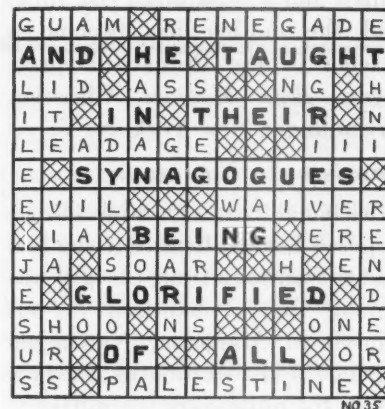 GUAM RENEGADE
AND HE TAUGHT
LID ASS NG H
IT IN THEIR N
LEADAGE III
E SYNAGOGUES
EVIL WAIVER
IA BEING ERE
JA SOAR H EN
E GLORIFIED D
SHOO NS ONE
UR OF ALL OR
SS PALESTINE
NO 35